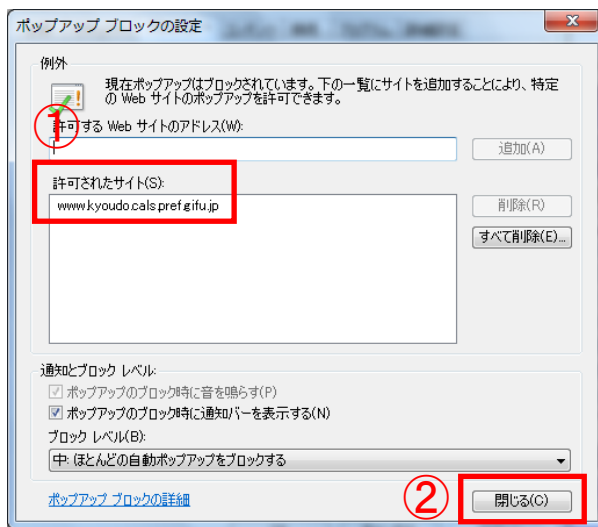 ポップアップ ブロックの設定
例外
現在ポップアップはブロックされています。下の一覧にサイトを追加することにより、特定
の Web サイトのポップアップを許可できます。
①
許可する Web サイトのアドレス(W):
追加(A)
許可されたサイト(S):
www.kyoudo.cals.pref.gifu.jp
削除(R)
すべて削除(E)...
通知とブロック レベル:
ポップアップのブロック時に音を鳴らす(P)
ポップアップのブロック時に通知バーを表示する(N)
ブロック レベル(B):
中: ほとんどの自動ポップアップをブロックする
ポップアップ ブロックの詳細
②
閉じる(C)